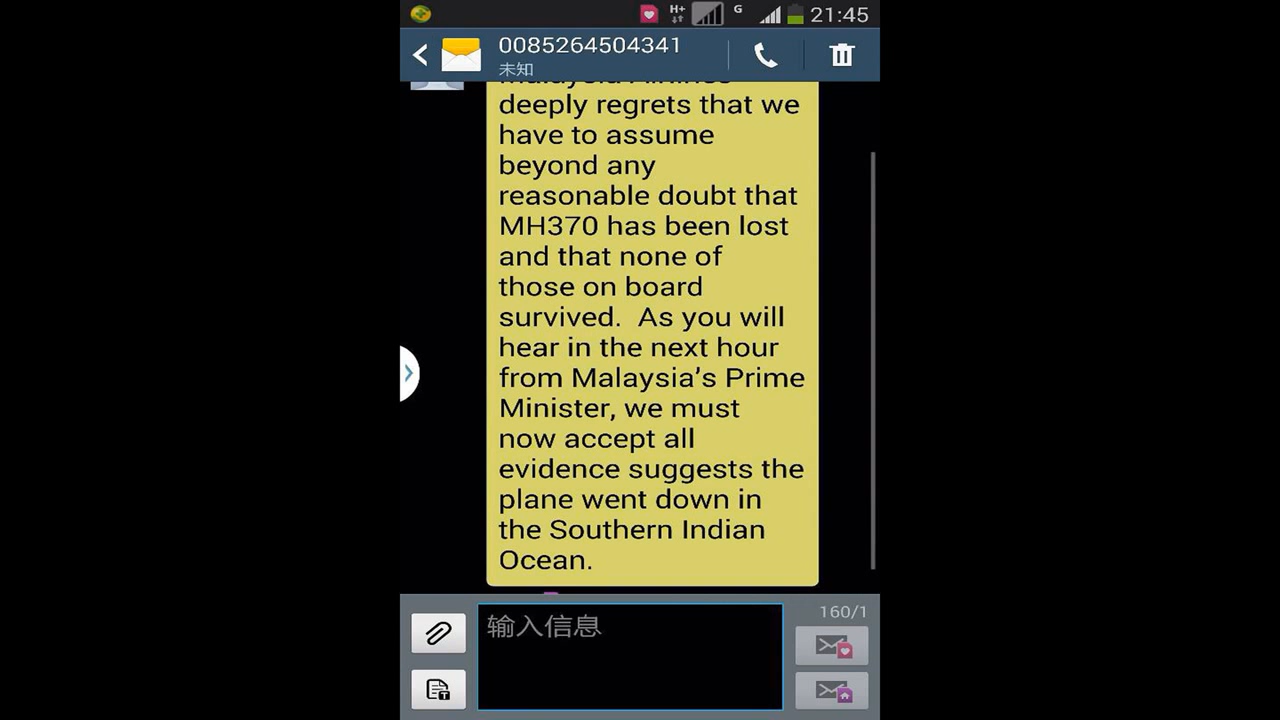 H+ G 21:45
0085264504341
未知
Malaysia Airlines
deeply regrets that we
have to assume
beyond any
reasonable doubt that
MH370 has been lost
and that none of
those on board
survived.  As you will
hear in the next hour
from Malaysia’s Prime
Minister, we must
now accept all
evidence suggests the
plane went down in
the Southern Indian
Ocean.
160/1
输入信息